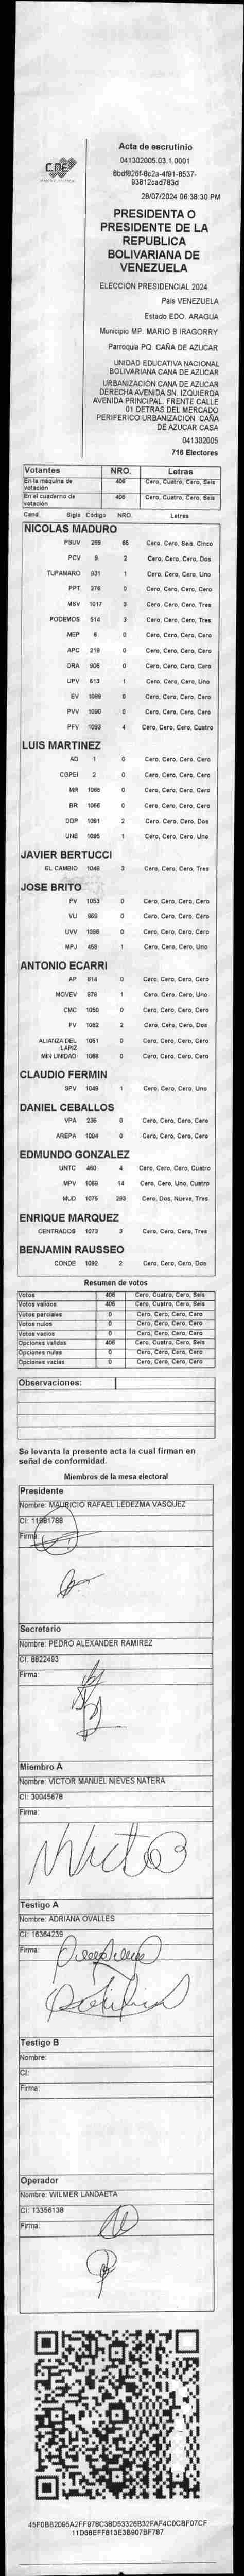 CNE
Acta de escrutinio
041302005.03.1.0001
8bdf826f-8c2a-4f91-8537-
93812cad783d
28/07/2024 06:38:30 PM
PRESIDENTA O
PRESIDENTE DE LA
REPUBLICA
BOLIVARIANA DE
VENEZUELA
ELECCIÓN PRESIDENCIAL 2024
País VENEZUELA
Estado EDO. ARAGUA
Municipio MP. MARIO B IRAGORRY
Parroquia PQ. CAÑA DE AZUCAR
UNIDAD EDUCATIVA NACIONAL
BOLIVARIANA CANA DE AZUCAR
URBANIZACIÓN CANA DE AZUCAR
DERECHA AVENIDA SN. IZQUIERDA
AVENIDA PRINCIPAL. FRENTE CALLE
01 DETRAS DEL MERCADO
PERIFERICO URBANIZACION CAÑA
DE AZUCAR CASA
041302005
716 Electores
Votantes NRO. Letras
En la máquina de votación 406 Cero, Cuatro, Cero, Seis
En el cuaderno de votación 406 Cero, Cuatro, Cero, Seis
Cand. Sigla Código NRO. Letras
NICOLAS MADURO
PSUV 269 65 Cero, Cero, Seis, Cinco
PCV 9 2 Cero, Cero, Cero, Dos
TUPAMARO 931 1 Cero, Cero, Cero, Uno
PPT 276 0 Cero, Cero, Cero, Cero
MSV 1017 3 Cero, Cero, Cero, Tres
PODEMOS 514 3 Cero, Cero, Cero, Tres
MEP 6 0 Cero, Cero, Cero, Cero
APC 219 0 Cero, Cero, Cero, Cero
ORA 906 0 Cero, Cero, Cero, Cero
UPV 613 1 Cero, Cero, Cero, Uno
EV 1009 0 Cero, Cero, Cero, Cero
PVV 1090 0 Cero, Cero, Cero, Cero
PFV 1093 4 Cero, Cero, Cero, Cuatro
LUIS MARTINEZ
AD 1 0 Cero, Cero, Cero, Cero
COPEI 2 0 Cero, Cero, Cero, Cero
MR 1065 0 Cero, Cero, Cero, Cero
BR 1066 0 Cero, Cero, Cero, Cero
DDP 1091 2 Cero, Cero, Cero, Dos
UNE 1095 1 Cero, Cero, Cero, Uno
JAVIER BERTUCCI
EL CAMBIO 1046 3 Cero, Cero, Cero, Tres
JOSE BRITO
PV 1053 0 Cero, Cero, Cero, Cero
VU 869 0 Cero, Cero, Cero, Cero
UVV 1096 0 Cero, Cero, Cero, Cero
MPJ 458 1 Cero, Cero, Cero, Uno
ANTONIO ECARRI
AP 814 0 Cero, Cero, Cero, Cero
MOVEV 879 1 Cero, Cero, Cero, Uno
CMC 1050 0 Cero, Cero, Cero, Cero
FV 1062 2 Cero, Cero, Cero, Dos
ALIANZA DEL LAPIZ 1061 0 Cero, Cero, Cero, Cero
MIN UNIDAD 1068 0 Cero, Cero, Cero, Cero
CLAUDIO FERMIN
SPV 1049 1 Cero, Cero, Cero, Uno
DANIEL CEBALLOS
VPA 236 0 Cero, Cero, Cero, Cero
AREPA 1094 0 Cero, Cero, Cero, Cero
EDMUNDO GONZALEZ
UNTC 460 4 Cero, Cero, Cero, Cuatro
MPV 1069 14 Cero, Cero, Uno, Cuatro
MUD 1075 293 Cero, Dos, Nueve, Tres
ENRIQUE MARQUEZ
CENTRADOS 1073 3 Cero, Cero, Cero, Tres
BENJAMIN RAUSSEO
CONDE 1092 2 Cero, Cero, Cero, Dos
Resumen de votos
Votos 406 Cero, Cuatro, Cero, Seis
Votos validos 406 Cero, Cuatro, Cero, Seis
Votos parciales 0 Cero, Cero, Cero, Cero
Votos nulos 0 Cero, Cero, Cero, Cero
Votos vacios 0 Cero, Cero, Cero, Cero
Opciones validas 406 Cero, Cuatro, Cero, Seis
Opciones nulas 0 Cero, Cero, Cero, Cero
Opciones vacias 0 Cero, Cero, Cero, Cero
Observaciones:
Se levanta la presente acta la cual firman en
señal de conformidad.
Miembros de la mesa electoral
Presidente
Nombre: MAURICIO RAFAEL LEDEZMA VASQUEZ
CI: 11981788
Firma:
Secretario
Nombre: PEDRO ALEXANDER RAMIREZ
CI: 8822493
Firma:
Miembro A
Nombre: VICTOR MANUEL NIEVES NATERA
CI: 30045678
Firma:
Testigo A
Nombre: ADRIANA OVALLES
CI: 16364239
Firma:
Testigo B
Nombre:
CI:
Firma:
Operador
Nombre: WILMER LANDAETA
CI: 13356138
Firma:
45F0BB2095A2FF978C38D53326B32FAF4C0CBF07CF
11D68EFF813E3B907BF787